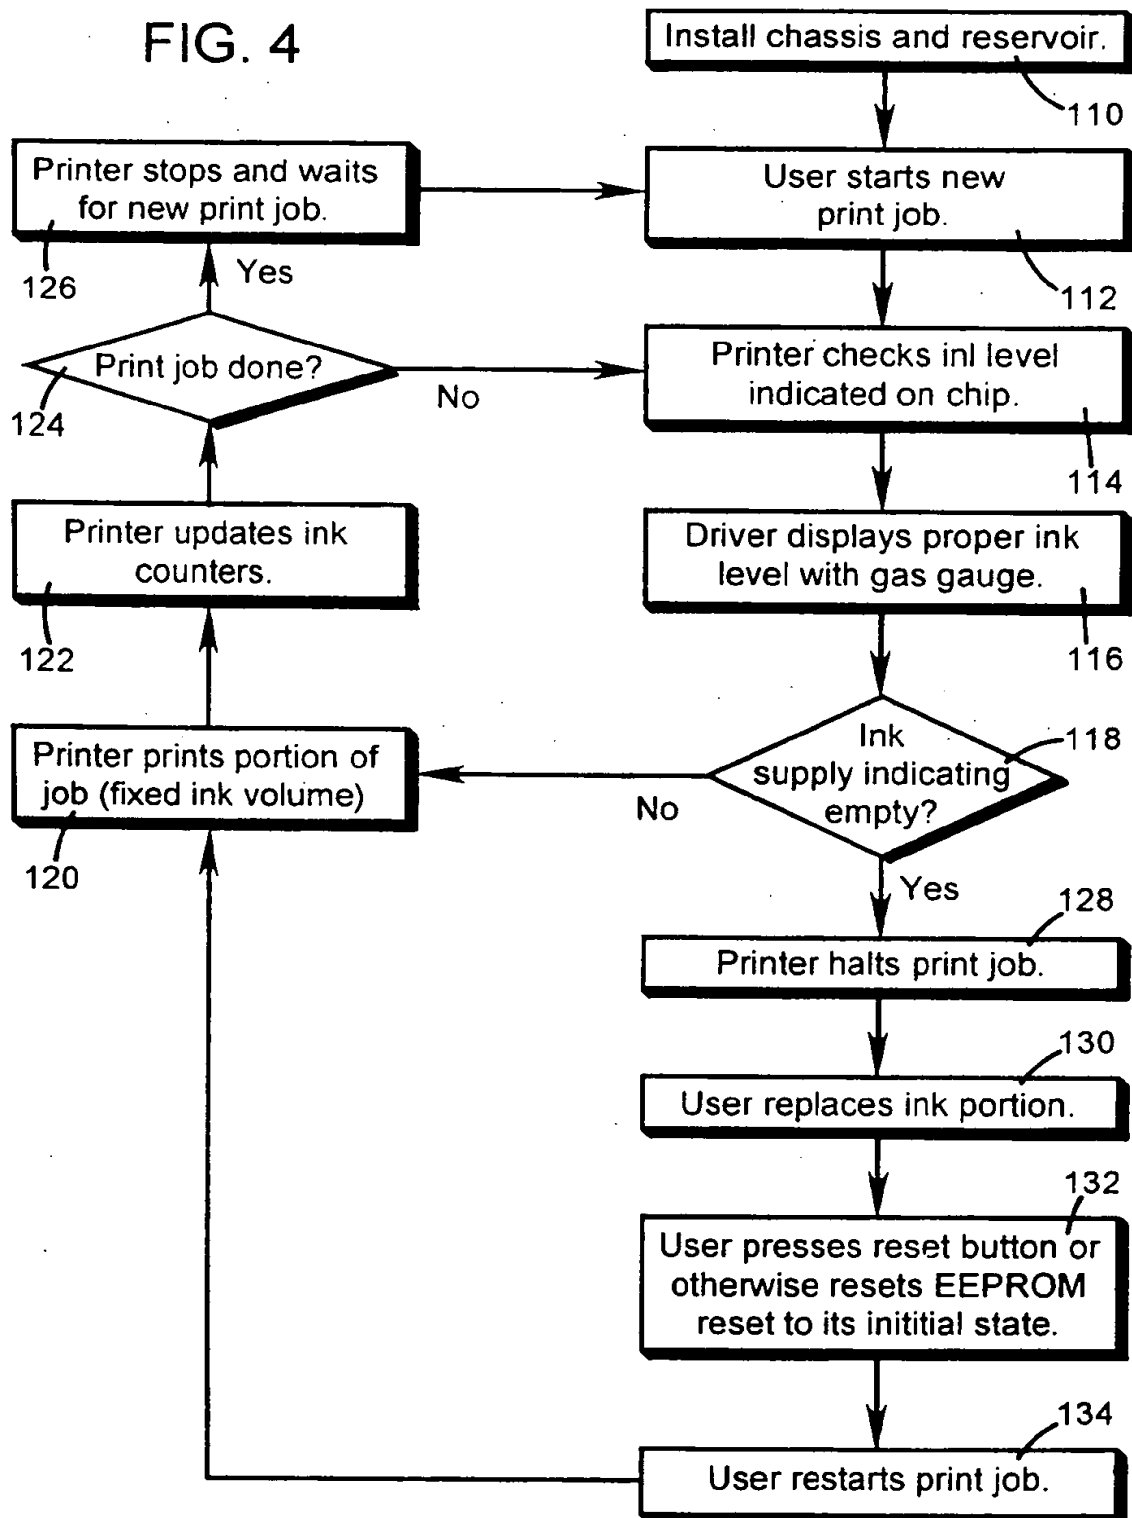 FIG. 4
Install chassis and reservoir.
110
User starts new
print job.
112
Printer checks inl level
indicated on chip.
114
Driver displays proper ink
level with gas gauge.
116
Ink
supply indicating
empty?
118
No
Yes
Printer prints portion of
job (fixed ink volume)
120
Printer updates ink
counters.
122
Print job done?
124
No
Yes
Printer stops and waits
for new print job.
126
128
Printer halts print job.
130
User replaces ink portion.
132
User presses reset button or
otherwise resets EEPROM
reset to its inititial state.
134
User restarts print job.